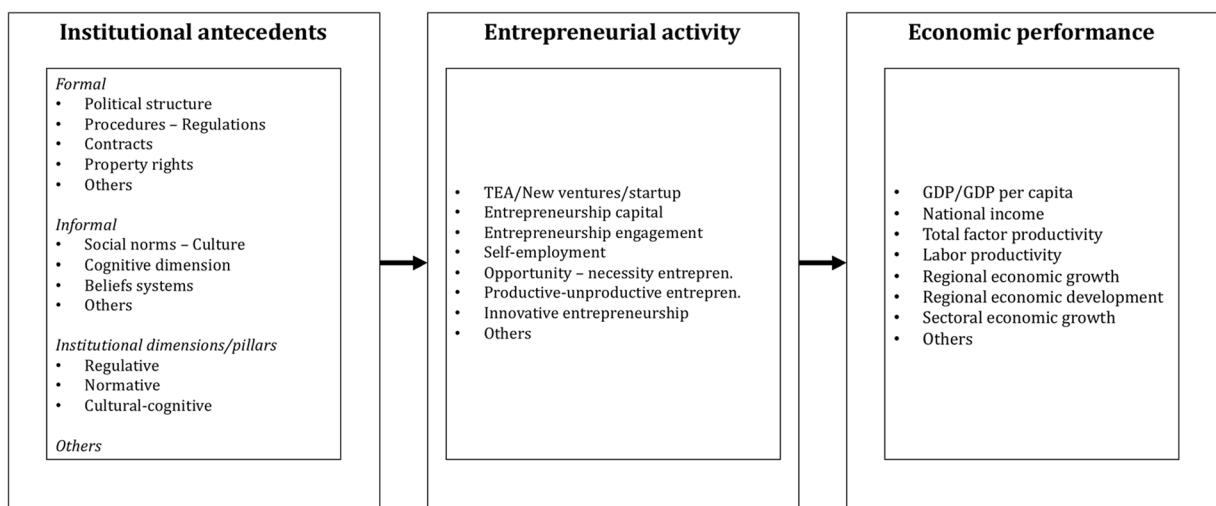 Institutional antecedents
Formal
• Political structure
• Procedures – Regulations
• Contracts
• Property rights
• Others
Informal
• Social norms – Culture
• Cognitive dimension
• Beliefs systems
• Others
Institutional dimensions/pillars
• Regulative
• Normative
• Cultural-cognitive
Others
Entrepreneurial activity
• TEA/New ventures/startup
• Entrepreneurship capital
• Entrepreneurship engagement
• Self-employment
• Opportunity – necessity entrepren.
• Productive-unproductive entrepren.
• Innovative entrepreneurship
• Others
Economic performance
• GDP/GDP per capita
• National income
• Total factor productivity
• Labor productivity
• Regional economic growth
• Regional economic development
• Sectoral economic growth
• Others